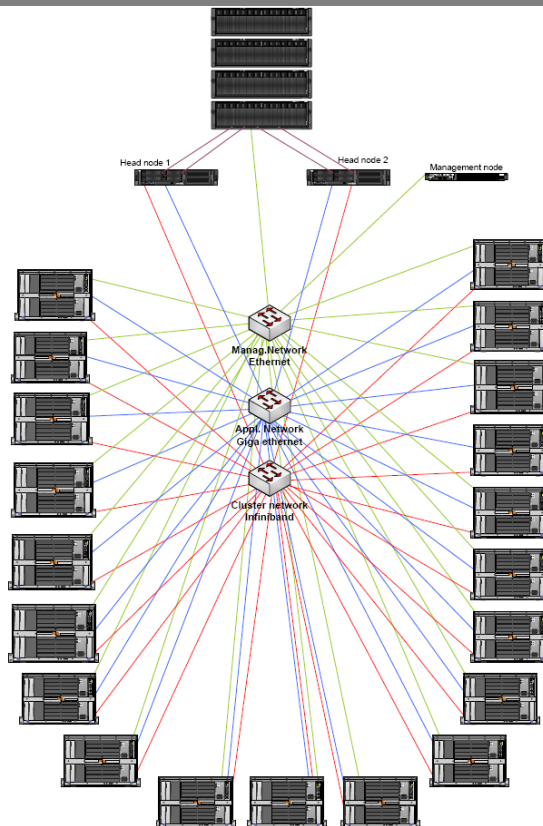 Head node 1
Head node 2
Management node
Manag.Network
Ethernet
Appl. Network
Giga ethernet
Cluster network
Infiniband